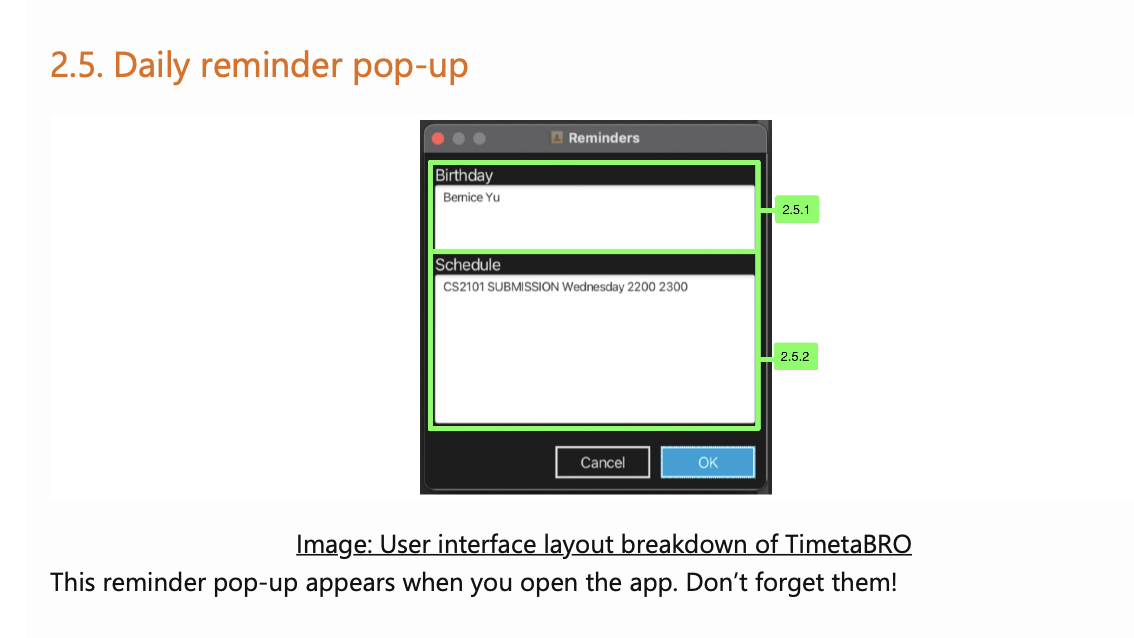 2.5. Daily reminder pop-up
Reminders
Birthday
Bernice Yu
2.5.1
Schedule
CS2101 SUBMISSION Wednesday 2200 2300
2.5.2
Cancel
OK
Image: User interface layout breakdown of TimetaBRO
This reminder pop-up appears when you open the app. Don’t forget them!